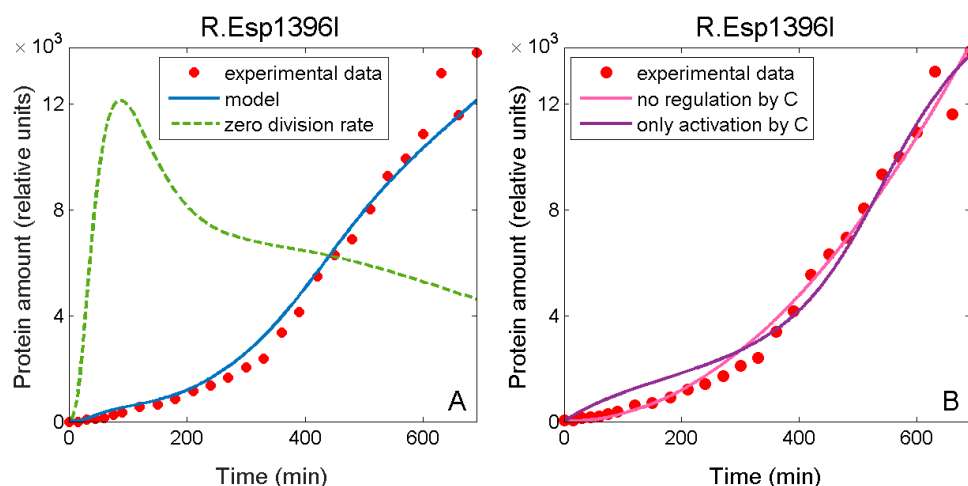 R.Esp1396I
× 10³
experimental data
model
zero division rate
12
8
4
0
Protein amount (relative units)
A
0
200
400
600
Time (min)
R.Esp1396I
× 10³
experimental data
no regulation by C
only activation by C
12
8
4
0
Protein amount (relative units)
B
0
200
400
600
Time (min)